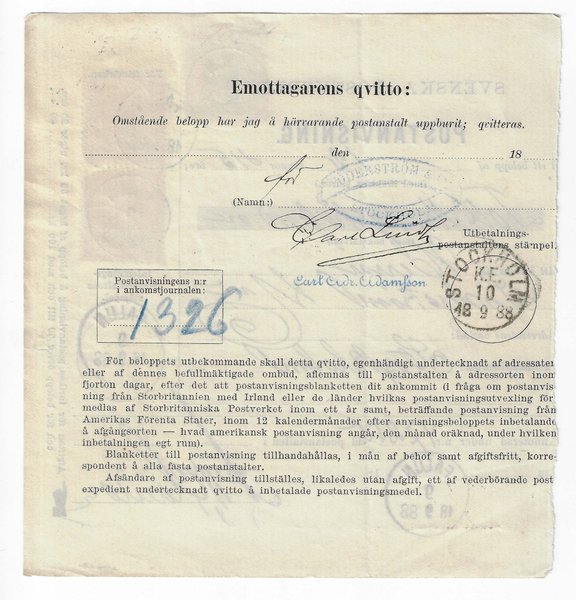 Emottagarens qvitto:
Omstående belopp har jag å härvarande postanstalt uppburit; qvitteras.
den 18
för
(Namn:)
ÖDERSTRÖM &
STOCKHOLM
Carl Lindh
Utbetalnings-
postanstaltens stämpel.
Carl Edv. Adamsson
STOCKHOLM
K.E.
10
18 9 88
Postanvisningens n:r
i ankomstjournalen:
1326
För beloppets utbekommande skall detta qvitto, egenhändigt undertecknadt af adressaten
eller af dennes befullmäktigade ombud, aflemnas till postanstalten å adressorten inom
fjorton dagar, efter det att postanvisningsblanketten dit ankommit (i fråga om postanvis
ning från Storbritannien med Irland eller de länder hvilkas postanvisningsutvexling för
medlas af Storbritanniska Postverket inom ett år samt, beträffande postanvisning från
Amerikas Förenta Stater, inom 12 kalendermånader efter anvisningsbeloppets inbetalande
å afgångsorten — hvad amerikansk postanvisning angår, den månad oräknad, under hvilken
inbetalningen egt rum).
Blanketter till postanvisning tillhandahållas, i mån af behof samt afgiftsfritt, korre-
spondent å alla fasta postanstalter.
Afsändare af postanvisning tillställes, likaledes utan afgift, ett af vederbörande post
expedient undertecknadt qvitto å inbetalade postanvisningsmedel.